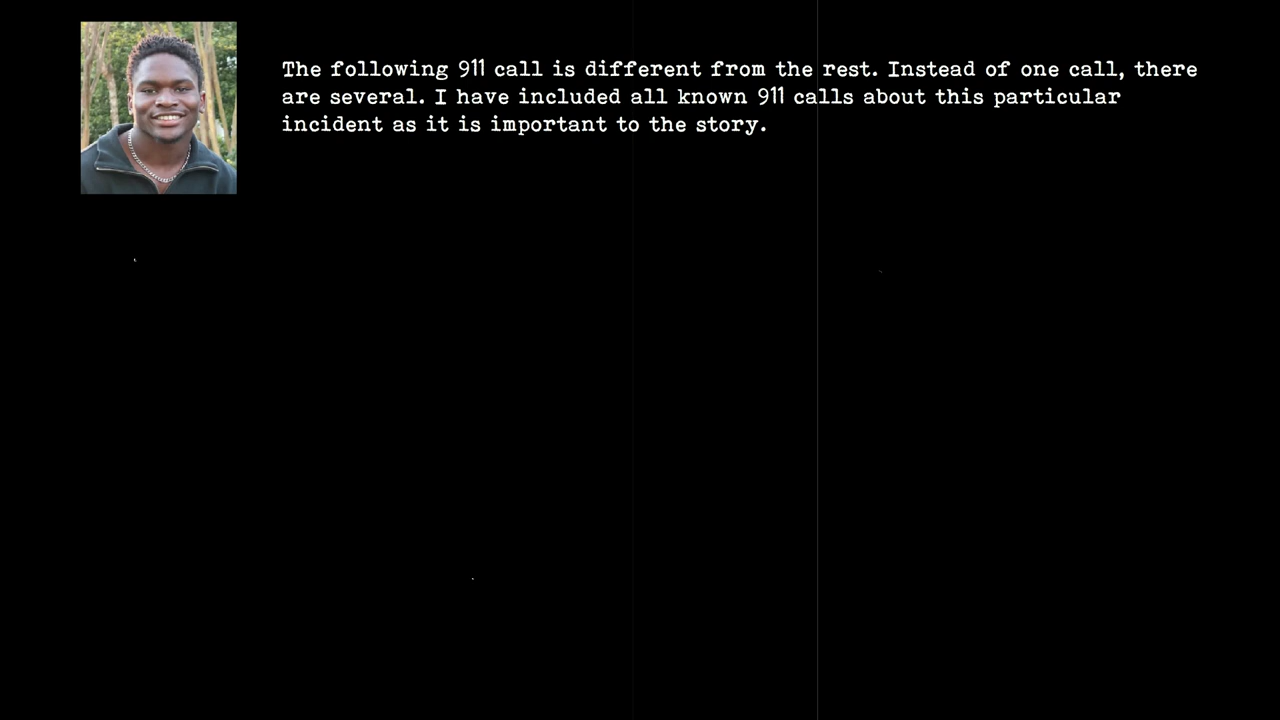 The following 911 call is different from the rest. Instead of one call, there
are several. I have included all known 911 calls about this particular
incident as it is important to the story.